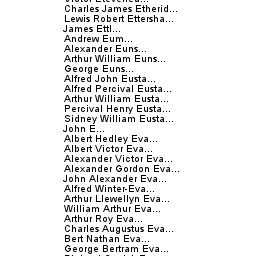 Charles James Etherid...
Lewis Robert Ettersha...
James Ettl...
Andrew Eum...
Alexander Euns...
Arthur William Euns...
George Euns...
Alfred John Eusta...
Alfred Percival Eusta...
Arthur William Eusta...
Percival Henry Eusta...
Sidney William Eusta...
John E...
Albert Hedley Eva...
Albert Victor Eva...
Alexander Victor Eva...
Alexander Gordon Eva...
John Alexander Eva...
Alfred Winter-Eva...
Arthur Llewellyn Eva...
William Arthur Eva...
Arthur Roy Eva...
Charles Augustus Eva...
Bert Nathan Eva...
George Bertram Eva...